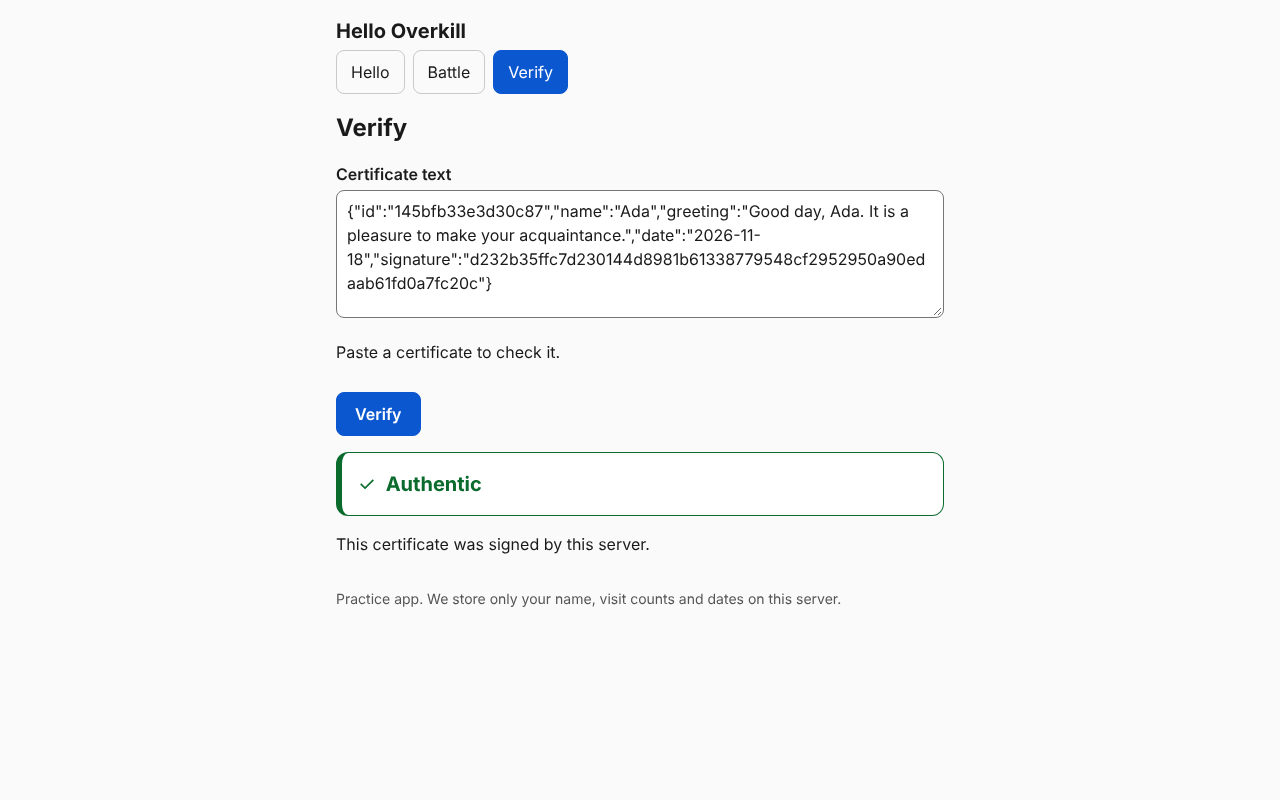 Hello Overkill
Hello Battle Verify
Verify
Certificate text
{"id":"145bfb33e3d30c87","name":"Ada","greeting":"Good day, Ada. It is a
pleasure to make your acquaintance.","date":"2026-11-
18","signature":"d232b35ffc7d230144d8981b61338779548cf2952950a90ed
aab61fd0a7fc20c"}
Paste a certificate to check it.
Verify
Authentic
This certificate was signed by this server.
Practice app. We store only your name, visit counts and dates on this server.